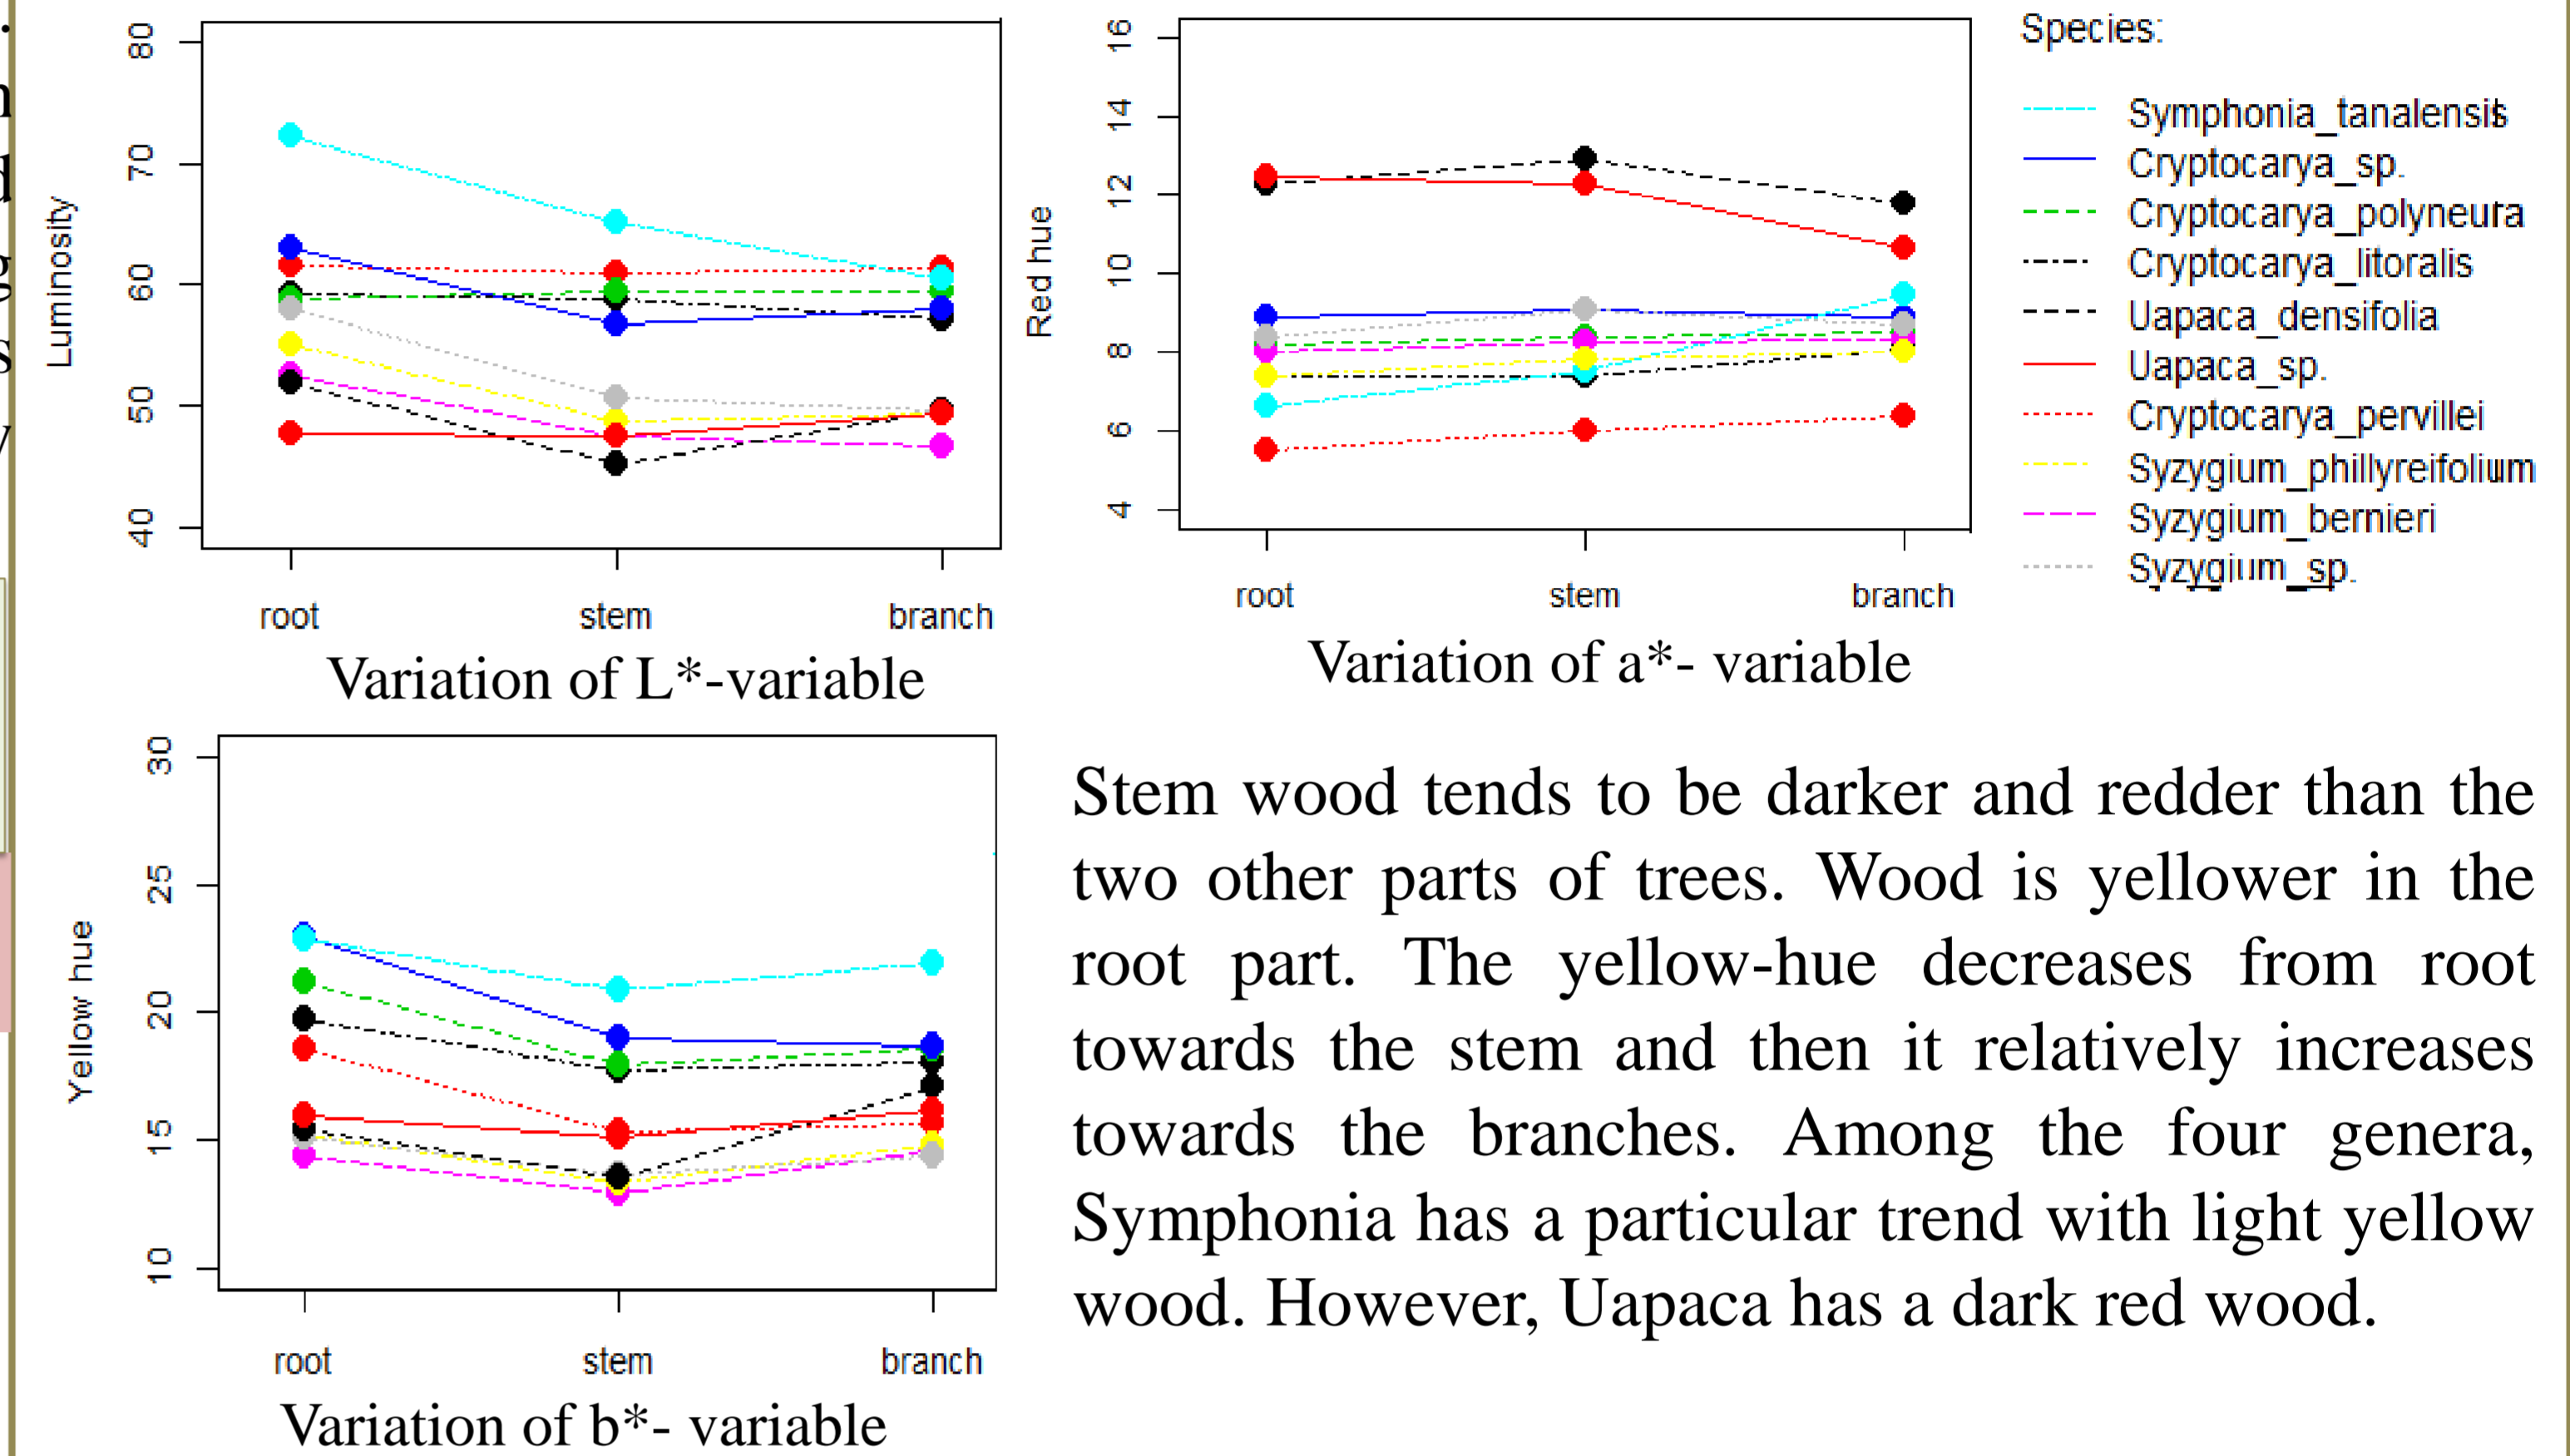 80
70
60
50
40
Luminosity
root stem branch
Variation of L*-variable
16
14
12
10
8
6
4
Red hue
root stem branch
Variation of a*- variable
Species:
Symphonia_tanalensis
Cryptocarya_sp.
Cryptocarya_polyneura
Cryptocarya_litoralis
Uapaca_densifolia
Uapaca_sp.
Cryptocarya_pervillei
Syzygium_phillyreifolium
Syzygium_bernieri
Syzygium_sp.
30
25
20
15
10
Yellow hue
root stem branch
Variation of b*- variable
Stem wood tends to be darker and redder than the
two other parts of trees. Wood is yellower in the
root part. The yellow-hue decreases from root
towards the stem and then it relatively increases
towards the branches. Among the four genera,
Symphonia has a particular trend with light yellow
wood. However, Uapaca has a dark red wood.